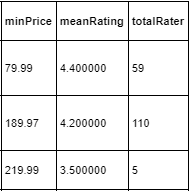 minPrice meanRating totalRater
79.99 4.400000 59
189.97 4.200000 110
219.99 3.500000 5